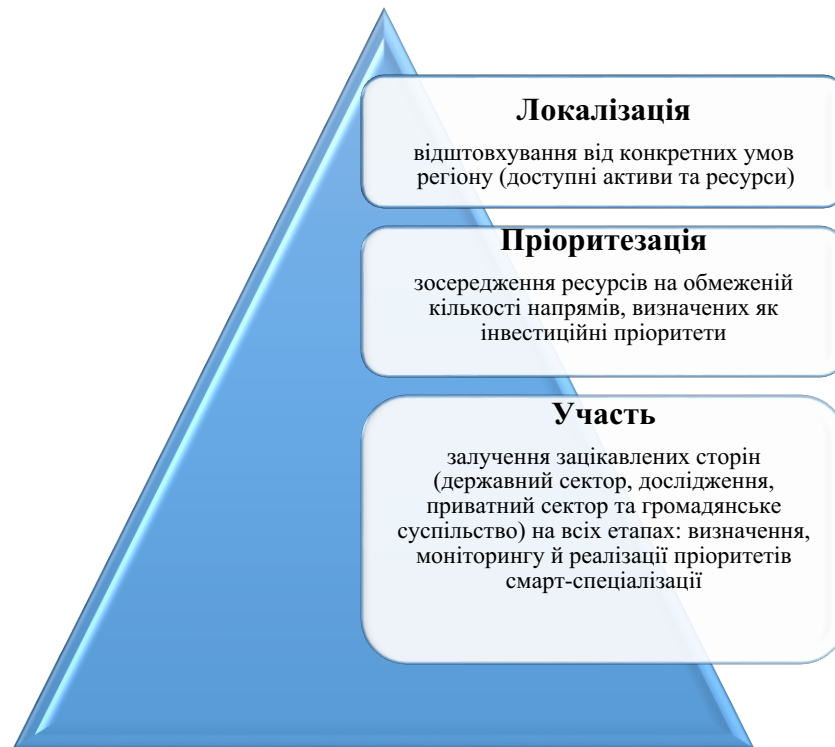 Локалізація
відштовхування від конкретних умов
регіону (доступні активи та ресурси)
Пріоритезація
зосередження ресурсів на обмеженій
кількості напрямів, визначених як
інвестиційні пріоритети
Участь
залучення зацікавлених сторін
(державний сектор, дослідження,
приватний сектор та громадянське
суспільство) на всіх етапах: визначення,
моніторингу й реалізації пріоритетів
смарт-спеціалізації